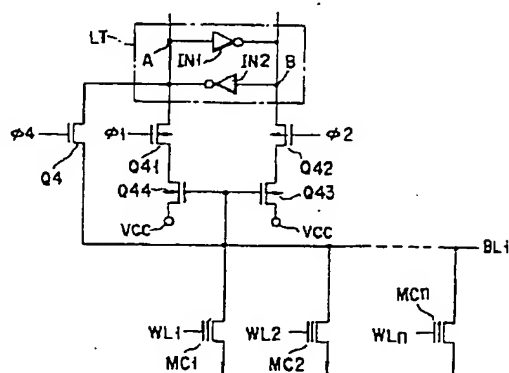 LT
A
IN1
IN2
B
φ4
φ1
φ2
Q4
Q41
Q42
Q44
Q43
VCC
VCC
BLi
MCn
WL1
WL2
WLn
MC1
MC2